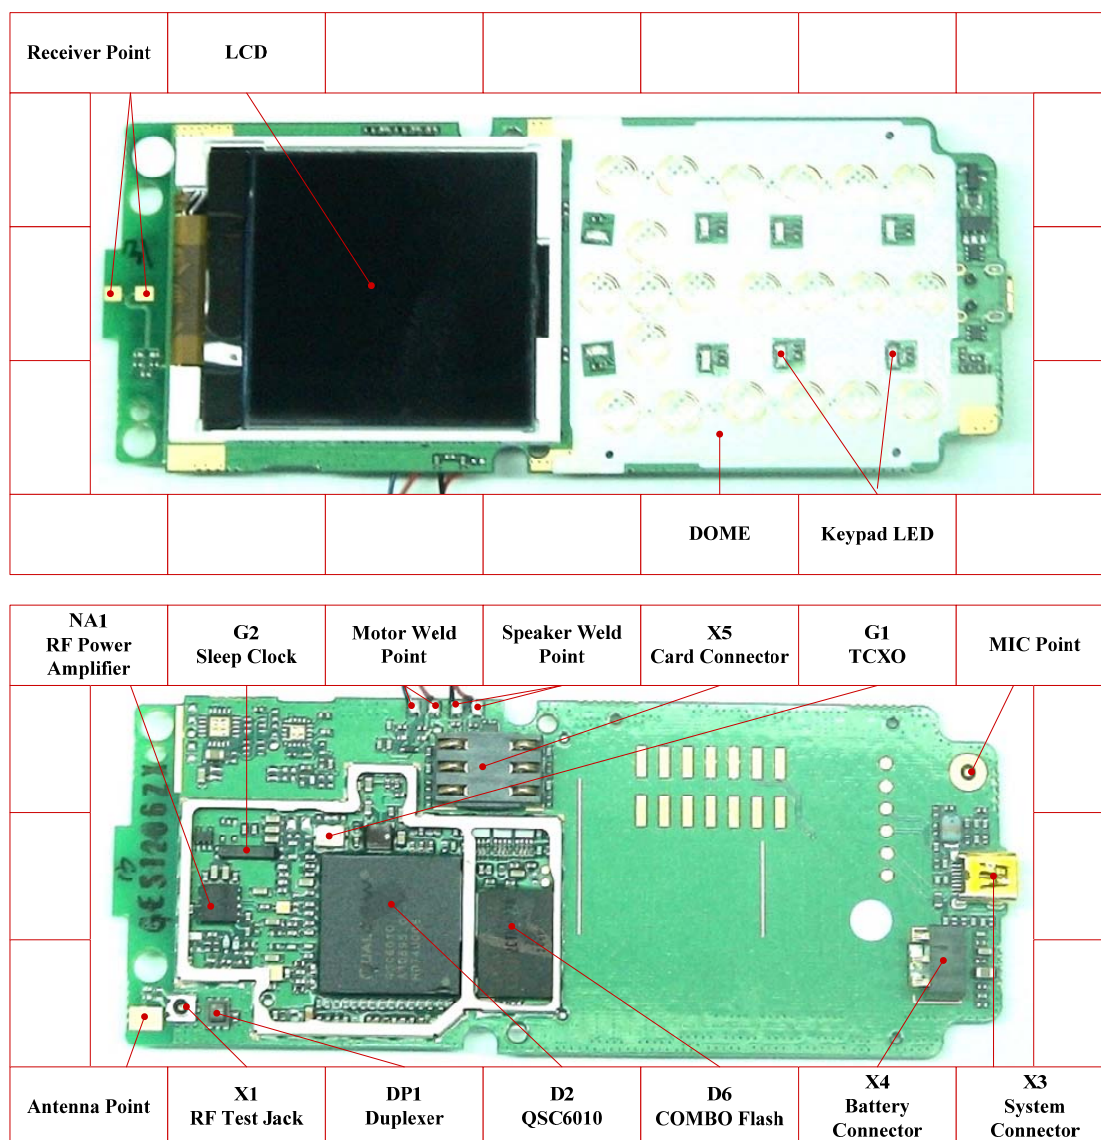 Receiver Point
LCD
DOME
Keypad LED
NA1
RF Power
Amplifier
G2
Sleep Clock
Motor Weld
Point
Speaker Weld
Point
X5
Card Connector
G1
TCXO
MIC Point
QUALCOMM
QSC6010
Antenna Point
X1
RF Test Jack
DP1
Duplexer
D2
QSC6010
D6
COMBO Flash
X4
Battery
Connector
X3
System
Connector